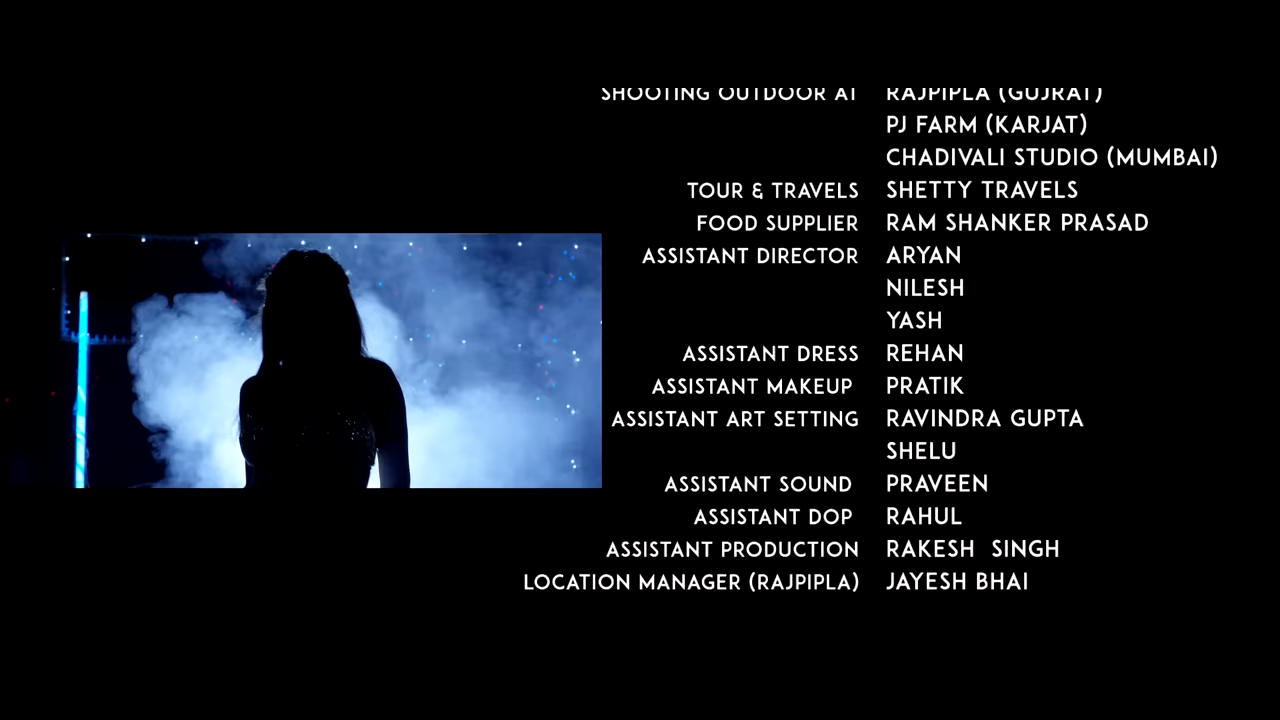 SHOOTING OUTDOOR AT RAJPIPLA (GUJRAT)
PJ FARM (KARJAT)
CHADIVALI STUDIO (MUMBAI)
TOUR & TRAVELS SHETTY TRAVELS
FOOD SUPPLIER RAM SHANKER PRASAD
ASSISTANT DIRECTOR ARYAN
NILESH
YASH
ASSISTANT DRESS REHAN
ASSISTANT MAKEUP PRATIK
ASSISTANT ART SETTING RAVINDRA GUPTA
SHELU
ASSISTANT SOUND PRAVEEN
ASSISTANT DOP RAHUL
ASSISTANT PRODUCTION RAKESH SINGH
LOCATION MANAGER (RAJPIPLA) JAYESH BHAI